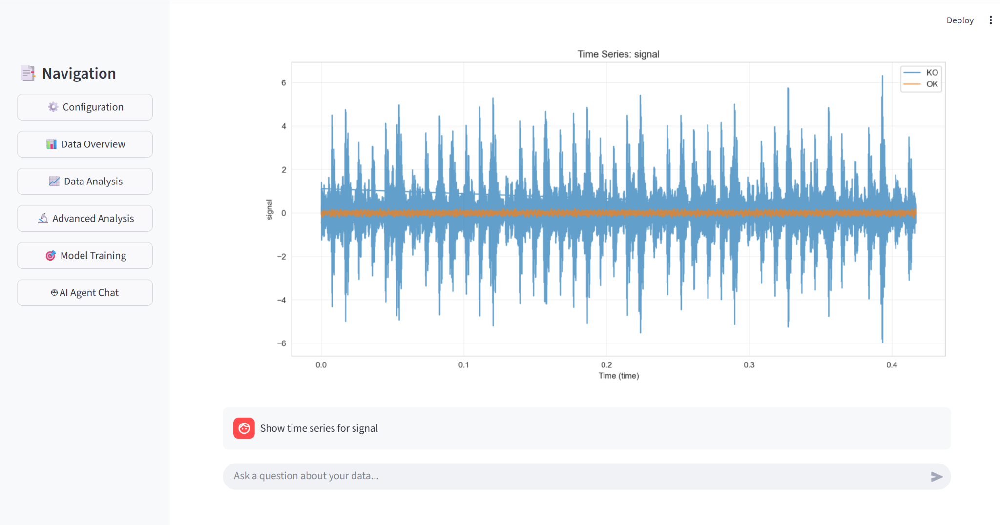 Deploy
Navigation
Configuration
Data Overview
Data Analysis
Advanced Analysis
Model Training
AI Agent Chat
Time Series: signal
KO
OK
signal
6
4
2
0
−2
−4
−6
0.0
0.1
0.2
0.3
0.4
Time (time)
Show time series for signal
Ask a question about your data...